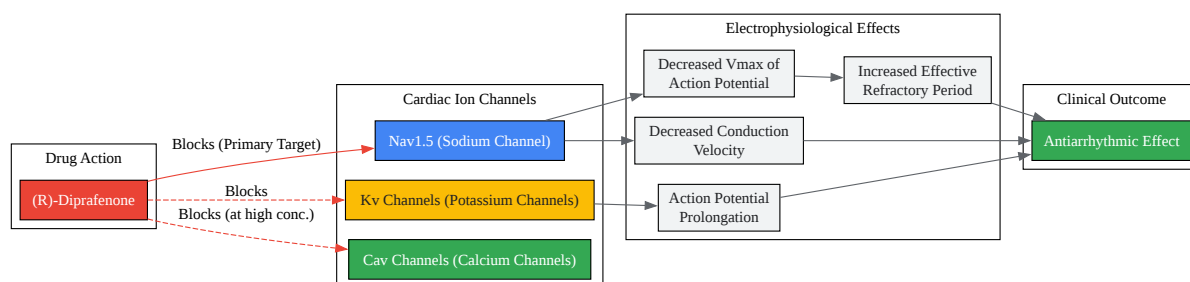 Drug Action
(R)-Diprafenone
Blocks (Primary Target)
Blocks
Blocks (at high conc.)
Cardiac Ion Channels
Nav1.5 (Sodium Channel)
Kv Channels (Potassium Channels)
Cav Channels (Calcium Channels)
Electrophysiological Effects
Decreased Vmax of
Action Potential
Increased Effective
Refractory Period
Decreased Conduction
Velocity
Action Potential
Prolongation
Clinical Outcome
Antiarrhythmic Effect